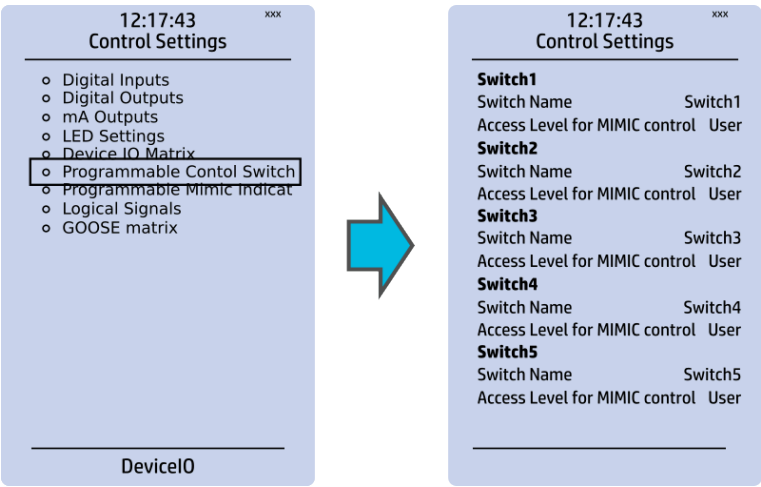 12:17:43 xxx
Control Settings
Digital Inputs
Digital Outputs
mA Outputs
LED Settings
Device IO Matrix
Programmable Contol Switch
Programmable Mimic Indicat
Logical Signals
GOOSE matrix
DeviceIO
12:17:43 xxx
Control Settings
Switch1
Switch Name Switch1
Access Level for MIMIC control User
Switch2
Switch Name Switch2
Access Level for MIMIC control User
Switch3
Switch Name Switch3
Access Level for MIMIC control User
Switch4
Switch Name Switch4
Access Level for MIMIC control User
Switch5
Switch Name Switch5
Access Level for MIMIC control User